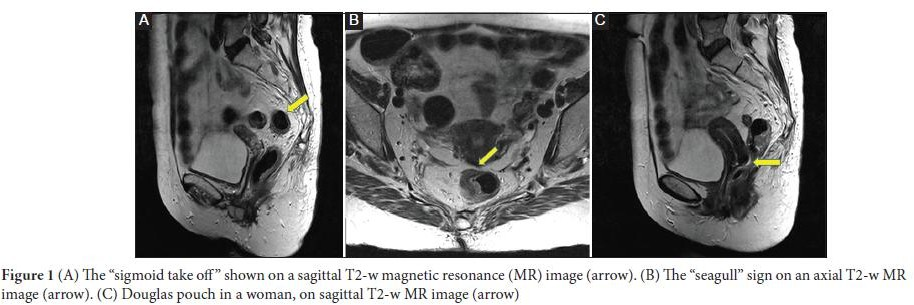 A
B
C
Figure 1 (A) The “sigmoid take off” shown on a sagittal T2-w magnetic resonance (MR) image (arrow). (B) The “seagull” sign on an axial T2-w MR
image (arrow). (C) Douglas pouch in a woman, on sagittal T2-w MR image (arrow)